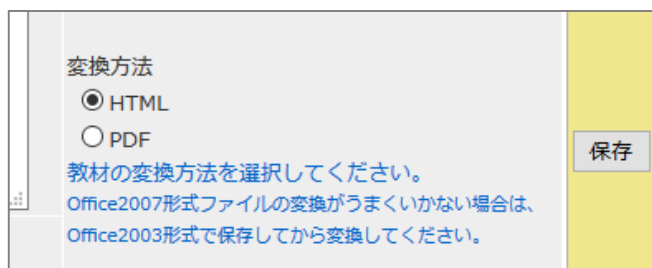 変換方法
HTML
PDF
教材の変換方法を選択してください。
Office2007形式ファイルの変換がうまくいかない場合は、
Office2003形式で保存してから変換してください。
保存